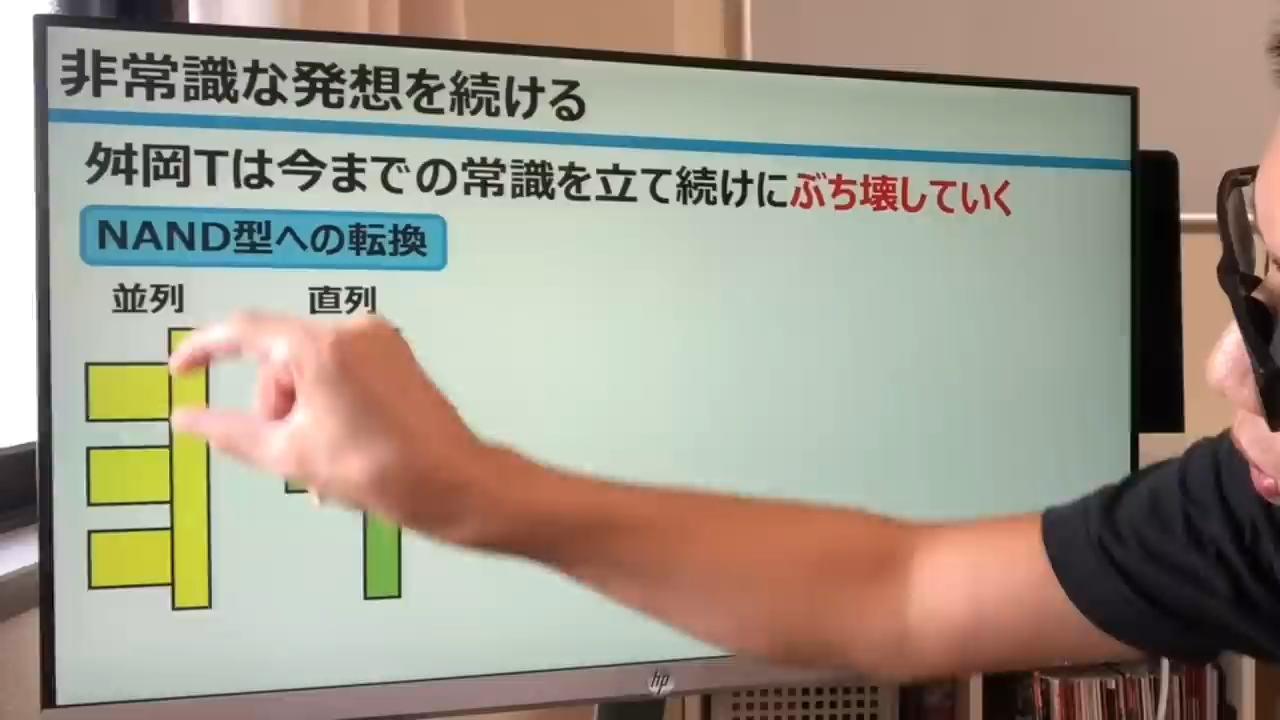 非常識な発想を続ける
舛岡Tは今までの常識を立て続けにぶち壊していく
NAND型への転換
並列
直列
hp